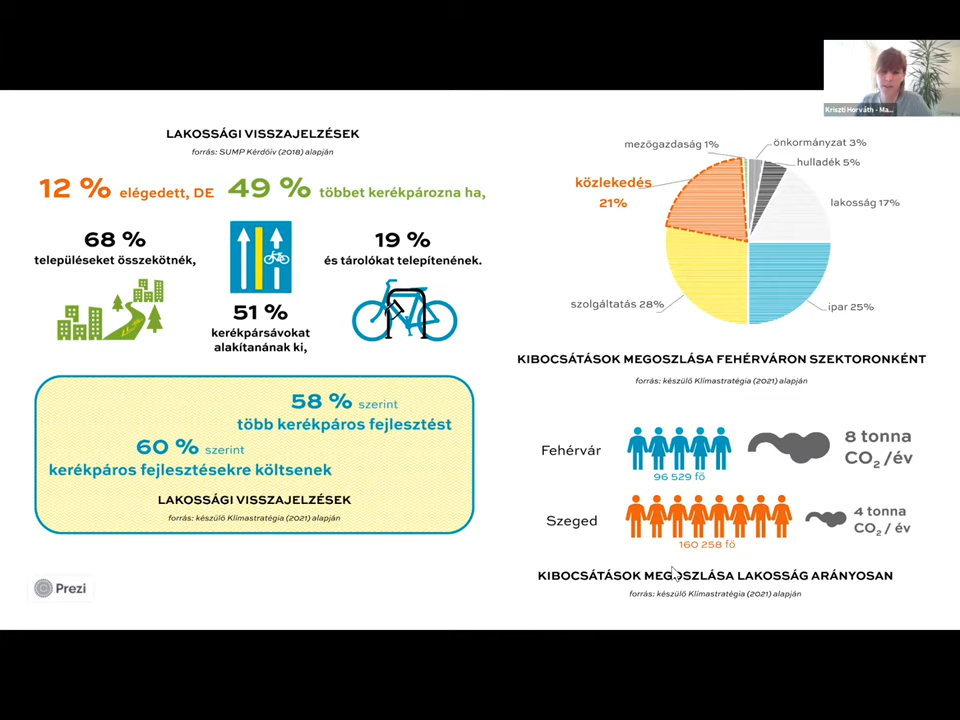 Kriszti Horváth - Ma...
LAKOSSÁGI VISSZAJELZÉSEK
forrás: SUMP Kérdőív (2018) alapján
12 % elégedett, DE 49 % többet kerékpározna ha,
68 %
településeket összekötnék,
19 %
és tárolókat telepítenének.
51 %
kerékpársávokat
alakítanának ki,
58 % szerint
több kerékpáros fejlesztést
60 % szerint
kerékpáros fejlesztésekre költsenek
LAKOSSÁGI VISSZAJELZÉSEK
forrás: készülő Klímastratégia (2021) alapján
Prezi
mezőgazdaság 1%
önkormányzat 3%
hulladék 5%
közlekedés
21%
lakosság 17%
szolgáltatás 28%
ipar 25%
KIBOCSÁTÁSOK MEGOSZLÁSA FEHÉRVÁRON SZEKTORONKÉNT
forrás: készülő Klímastratégia (2021) alapján
Fehérvár
96 529 fő
8 tonna
CO₂ /év
Szeged
160 258 fő
4 tonna
CO₂ / év
KIBOCSÁTÁSOK MEGOSZLÁSA LAKOSSÁG ARÁNYOSAN
forrás: készülő Klímastratégia (2021) alapján